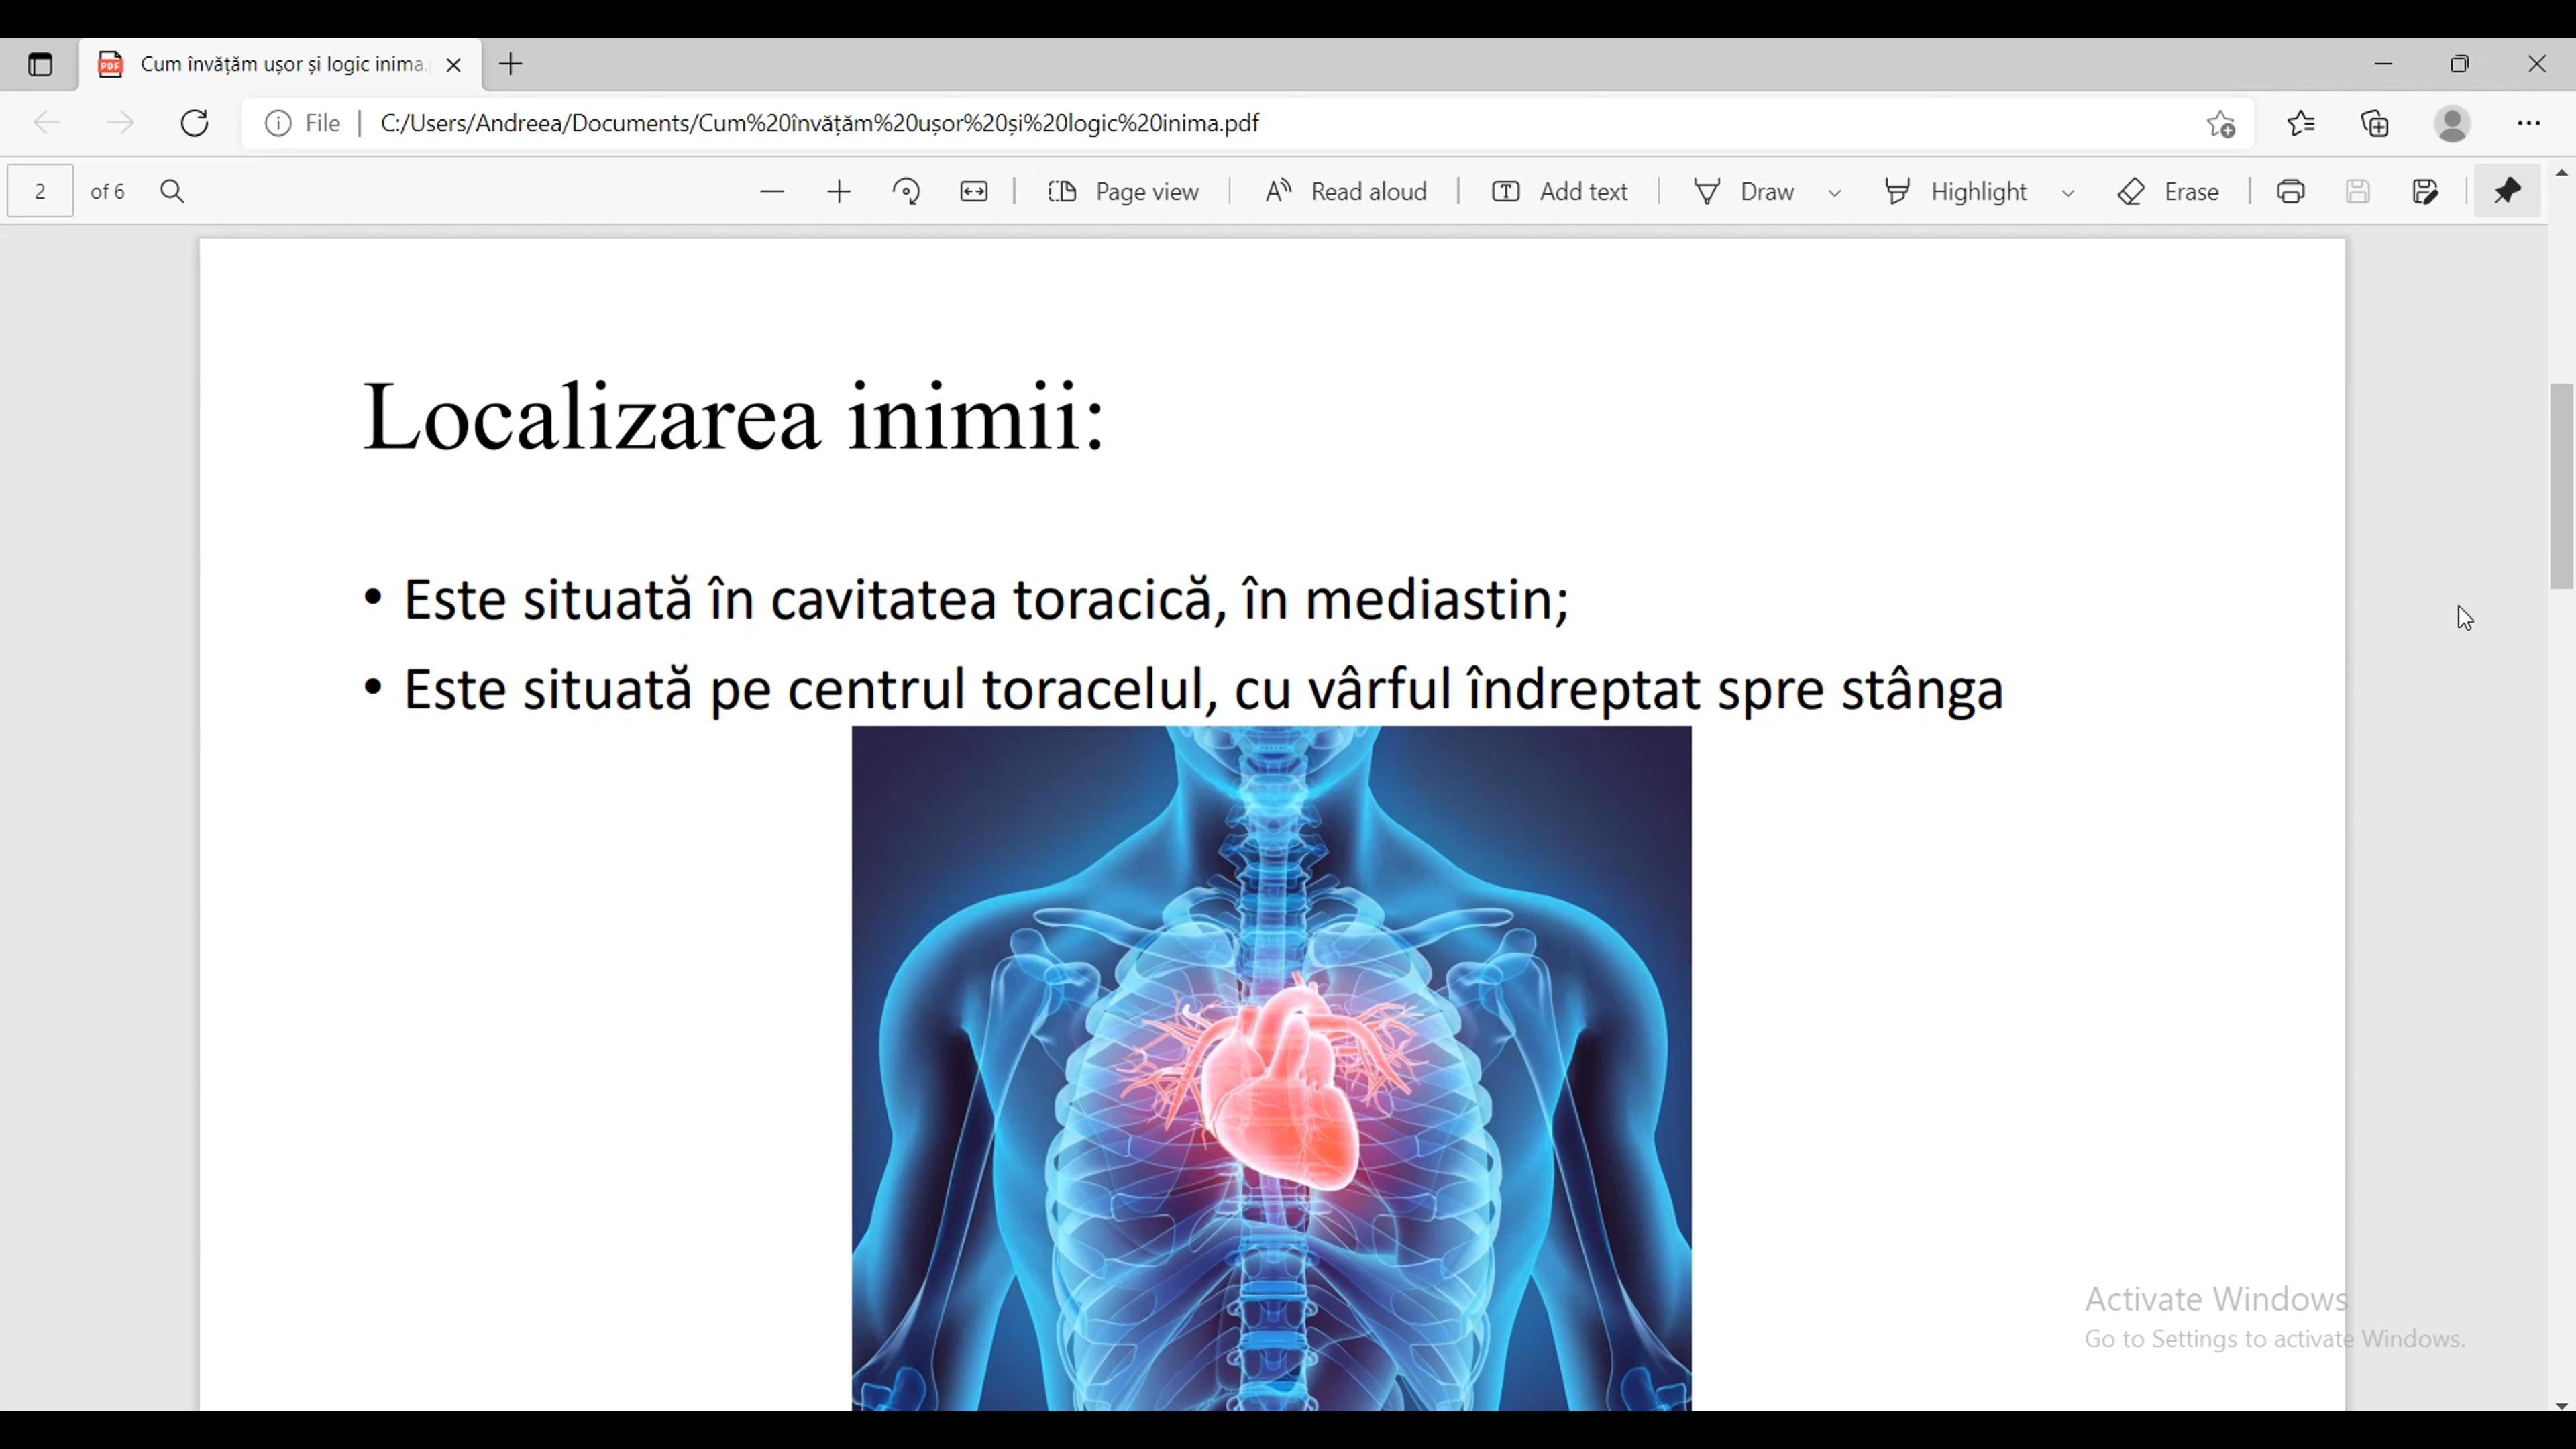 Cum învățăm ușor și logic inima.
File
C:/Users/Andreea/Documents/Cum%20învățăm%20ușor%20și%20logic%20inima.pdf
2 of 6
Page view
Read aloud
Add text
Draw
Highlight
Erase
Localizarea inimii:
• Este situată în cavitatea toracică, în mediastin;
• Este situată pe centrul toracelul, cu vârful îndreptat spre stânga
Activate Windows
Go to Settings to activate Windows.